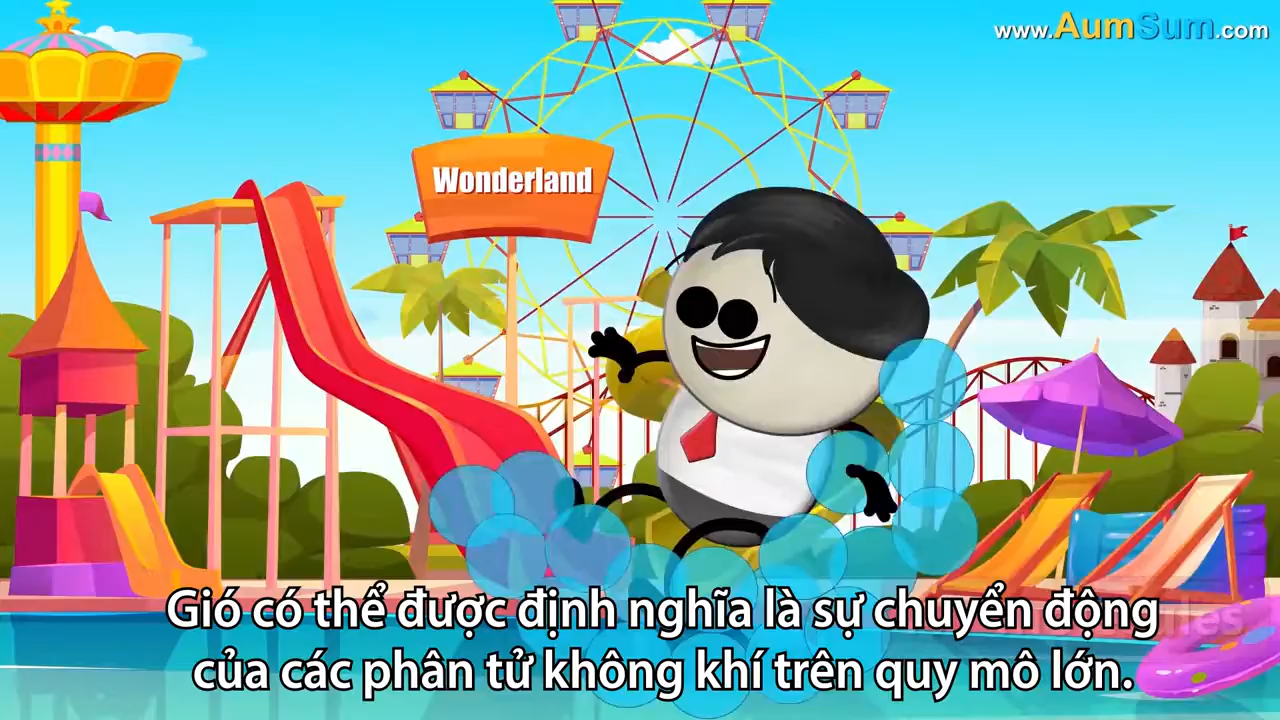 www.AumSum.com
Wonderland
Gió có thể được định nghĩa là sự chuyển động
của các phân tử không khí trên quy mô lớn.